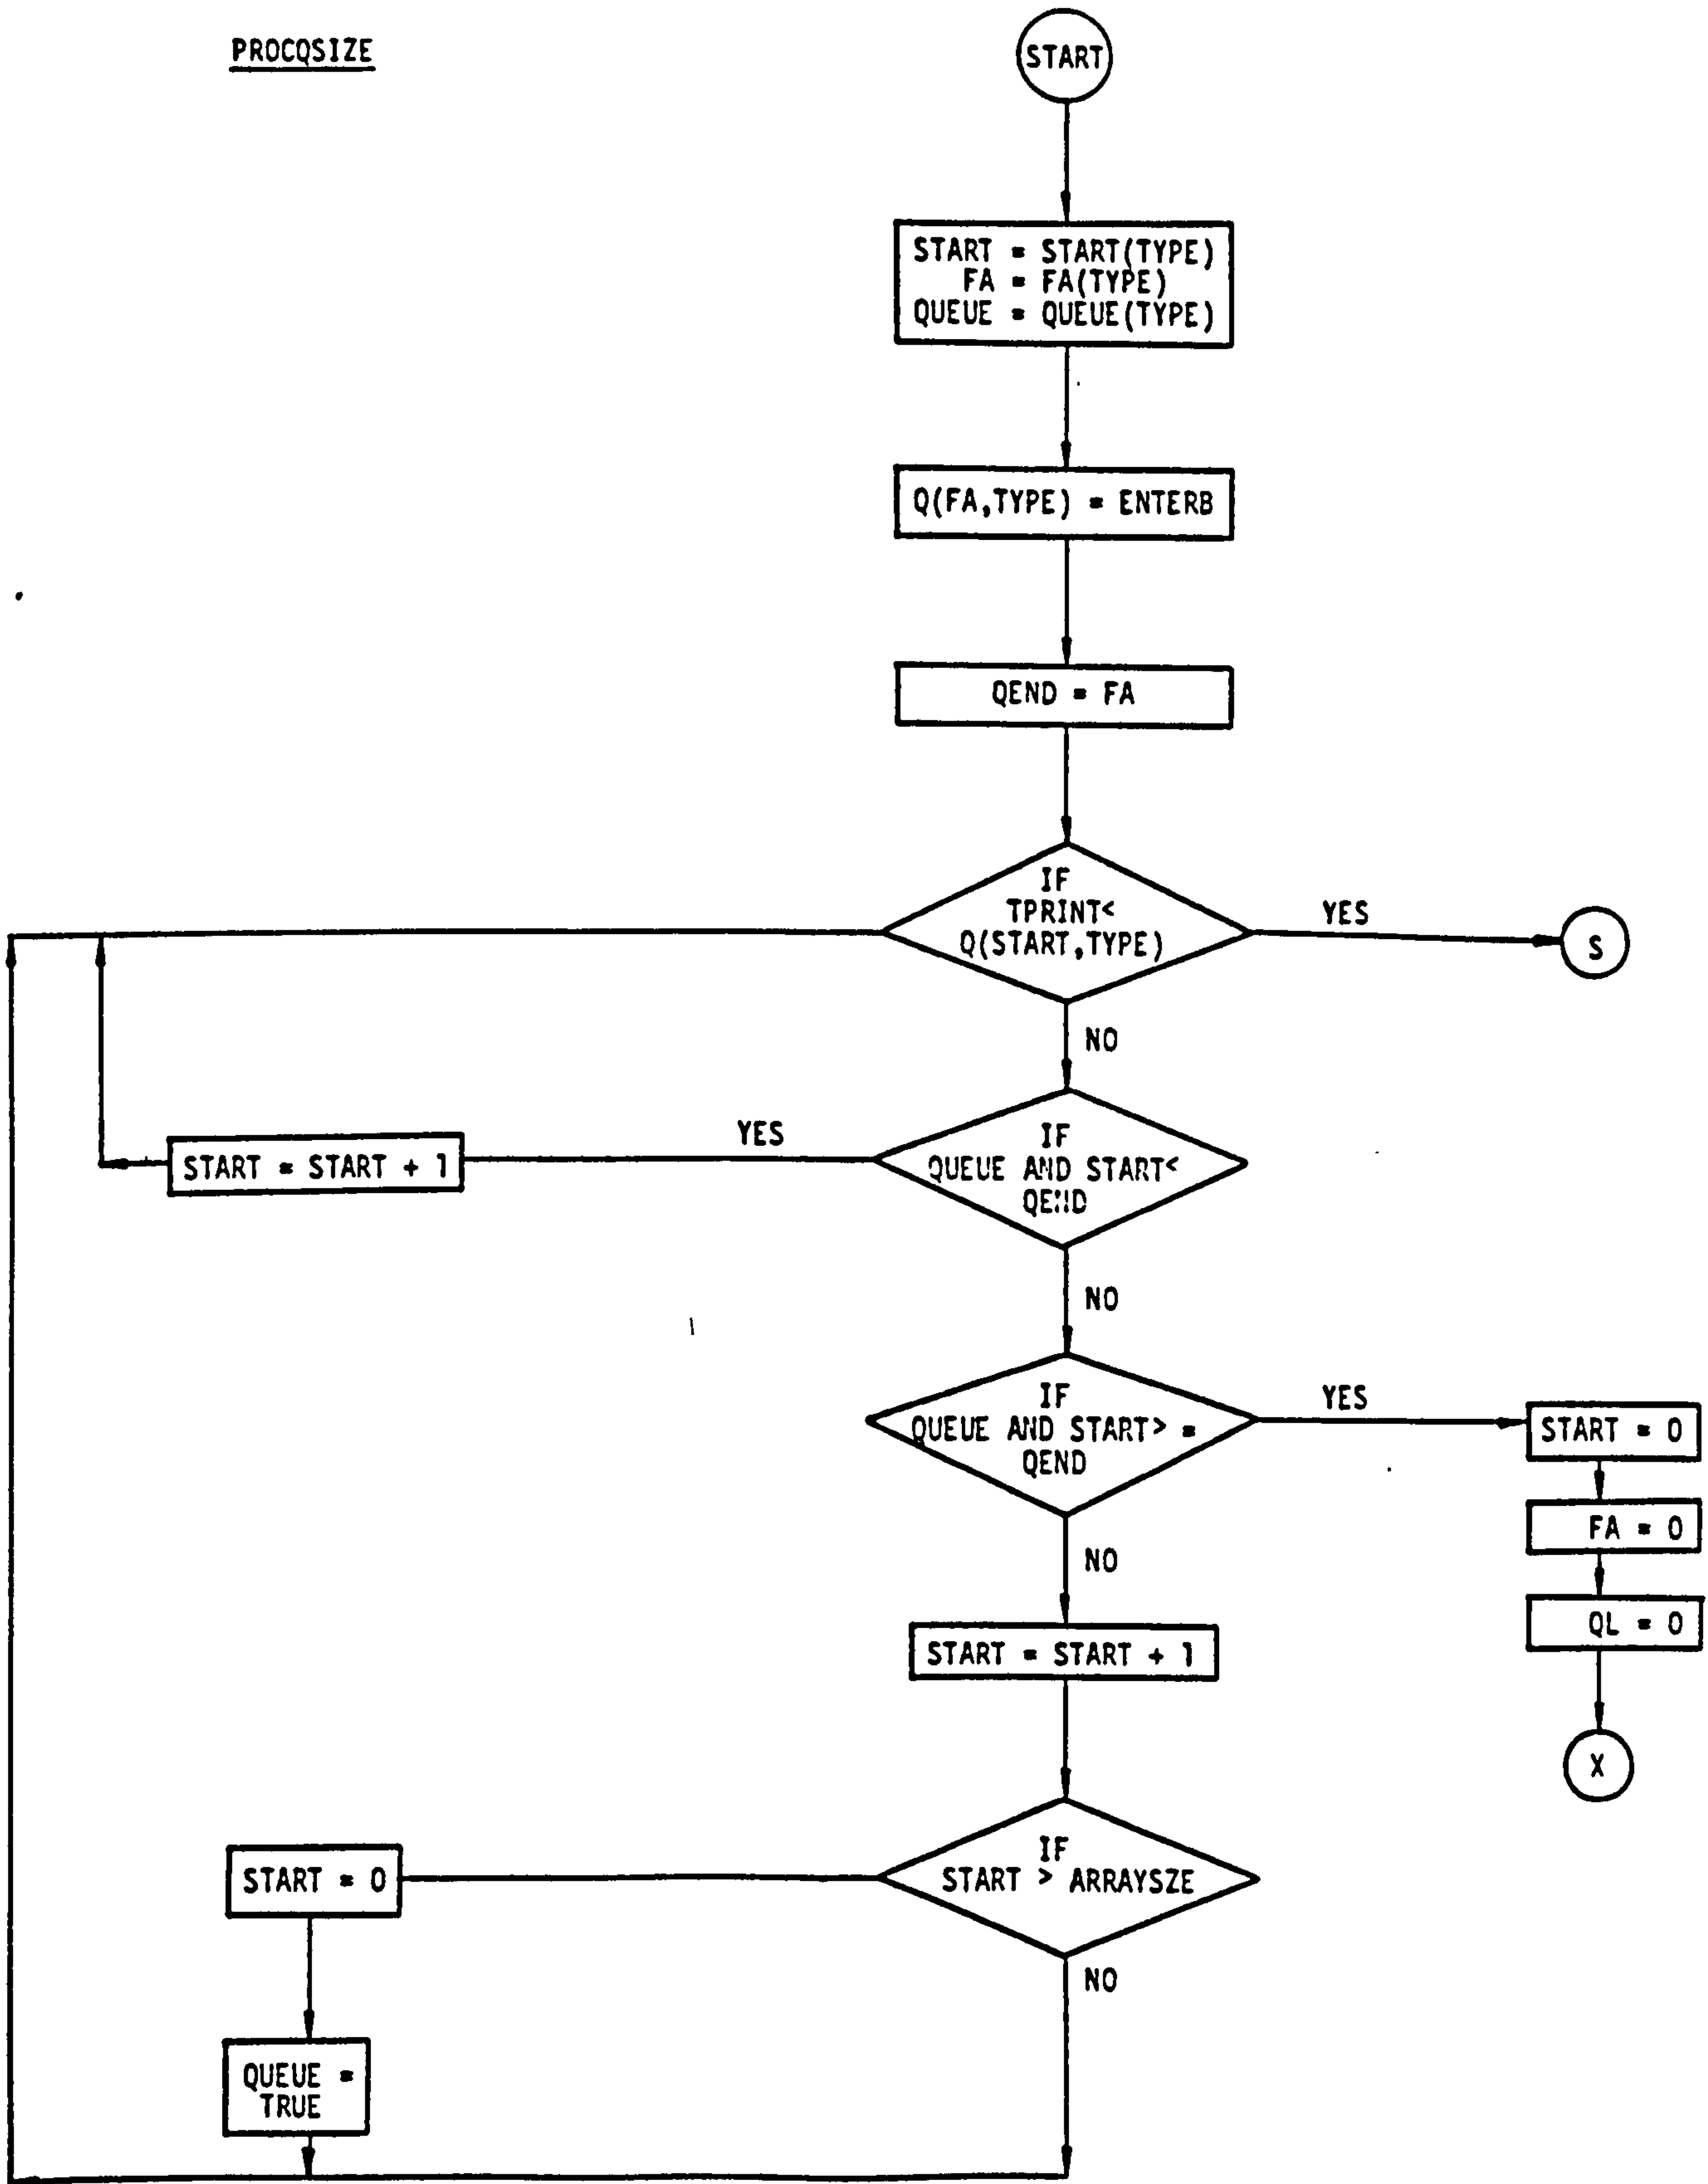 PROCQSIZE
START
START = START(TYPE)
FA = FA(TYPE)
QUEUE = QUEUE(TYPE)
Q(FA,TYPE) = ENTERB
QEND = FA
IF
TPRINT<
Q(START,TYPE)
YES
S
NO
IF
QUEUE AND START<
QEND
YES
START = START + 1
NO
IF
QUEUE AND START> =
QEND
YES
START = 0
FA = 0
QL = 0
X
NO
START = START + 1
IF
START > ARRAYSZE
START = 0
NO
QUEUE =
TRUE